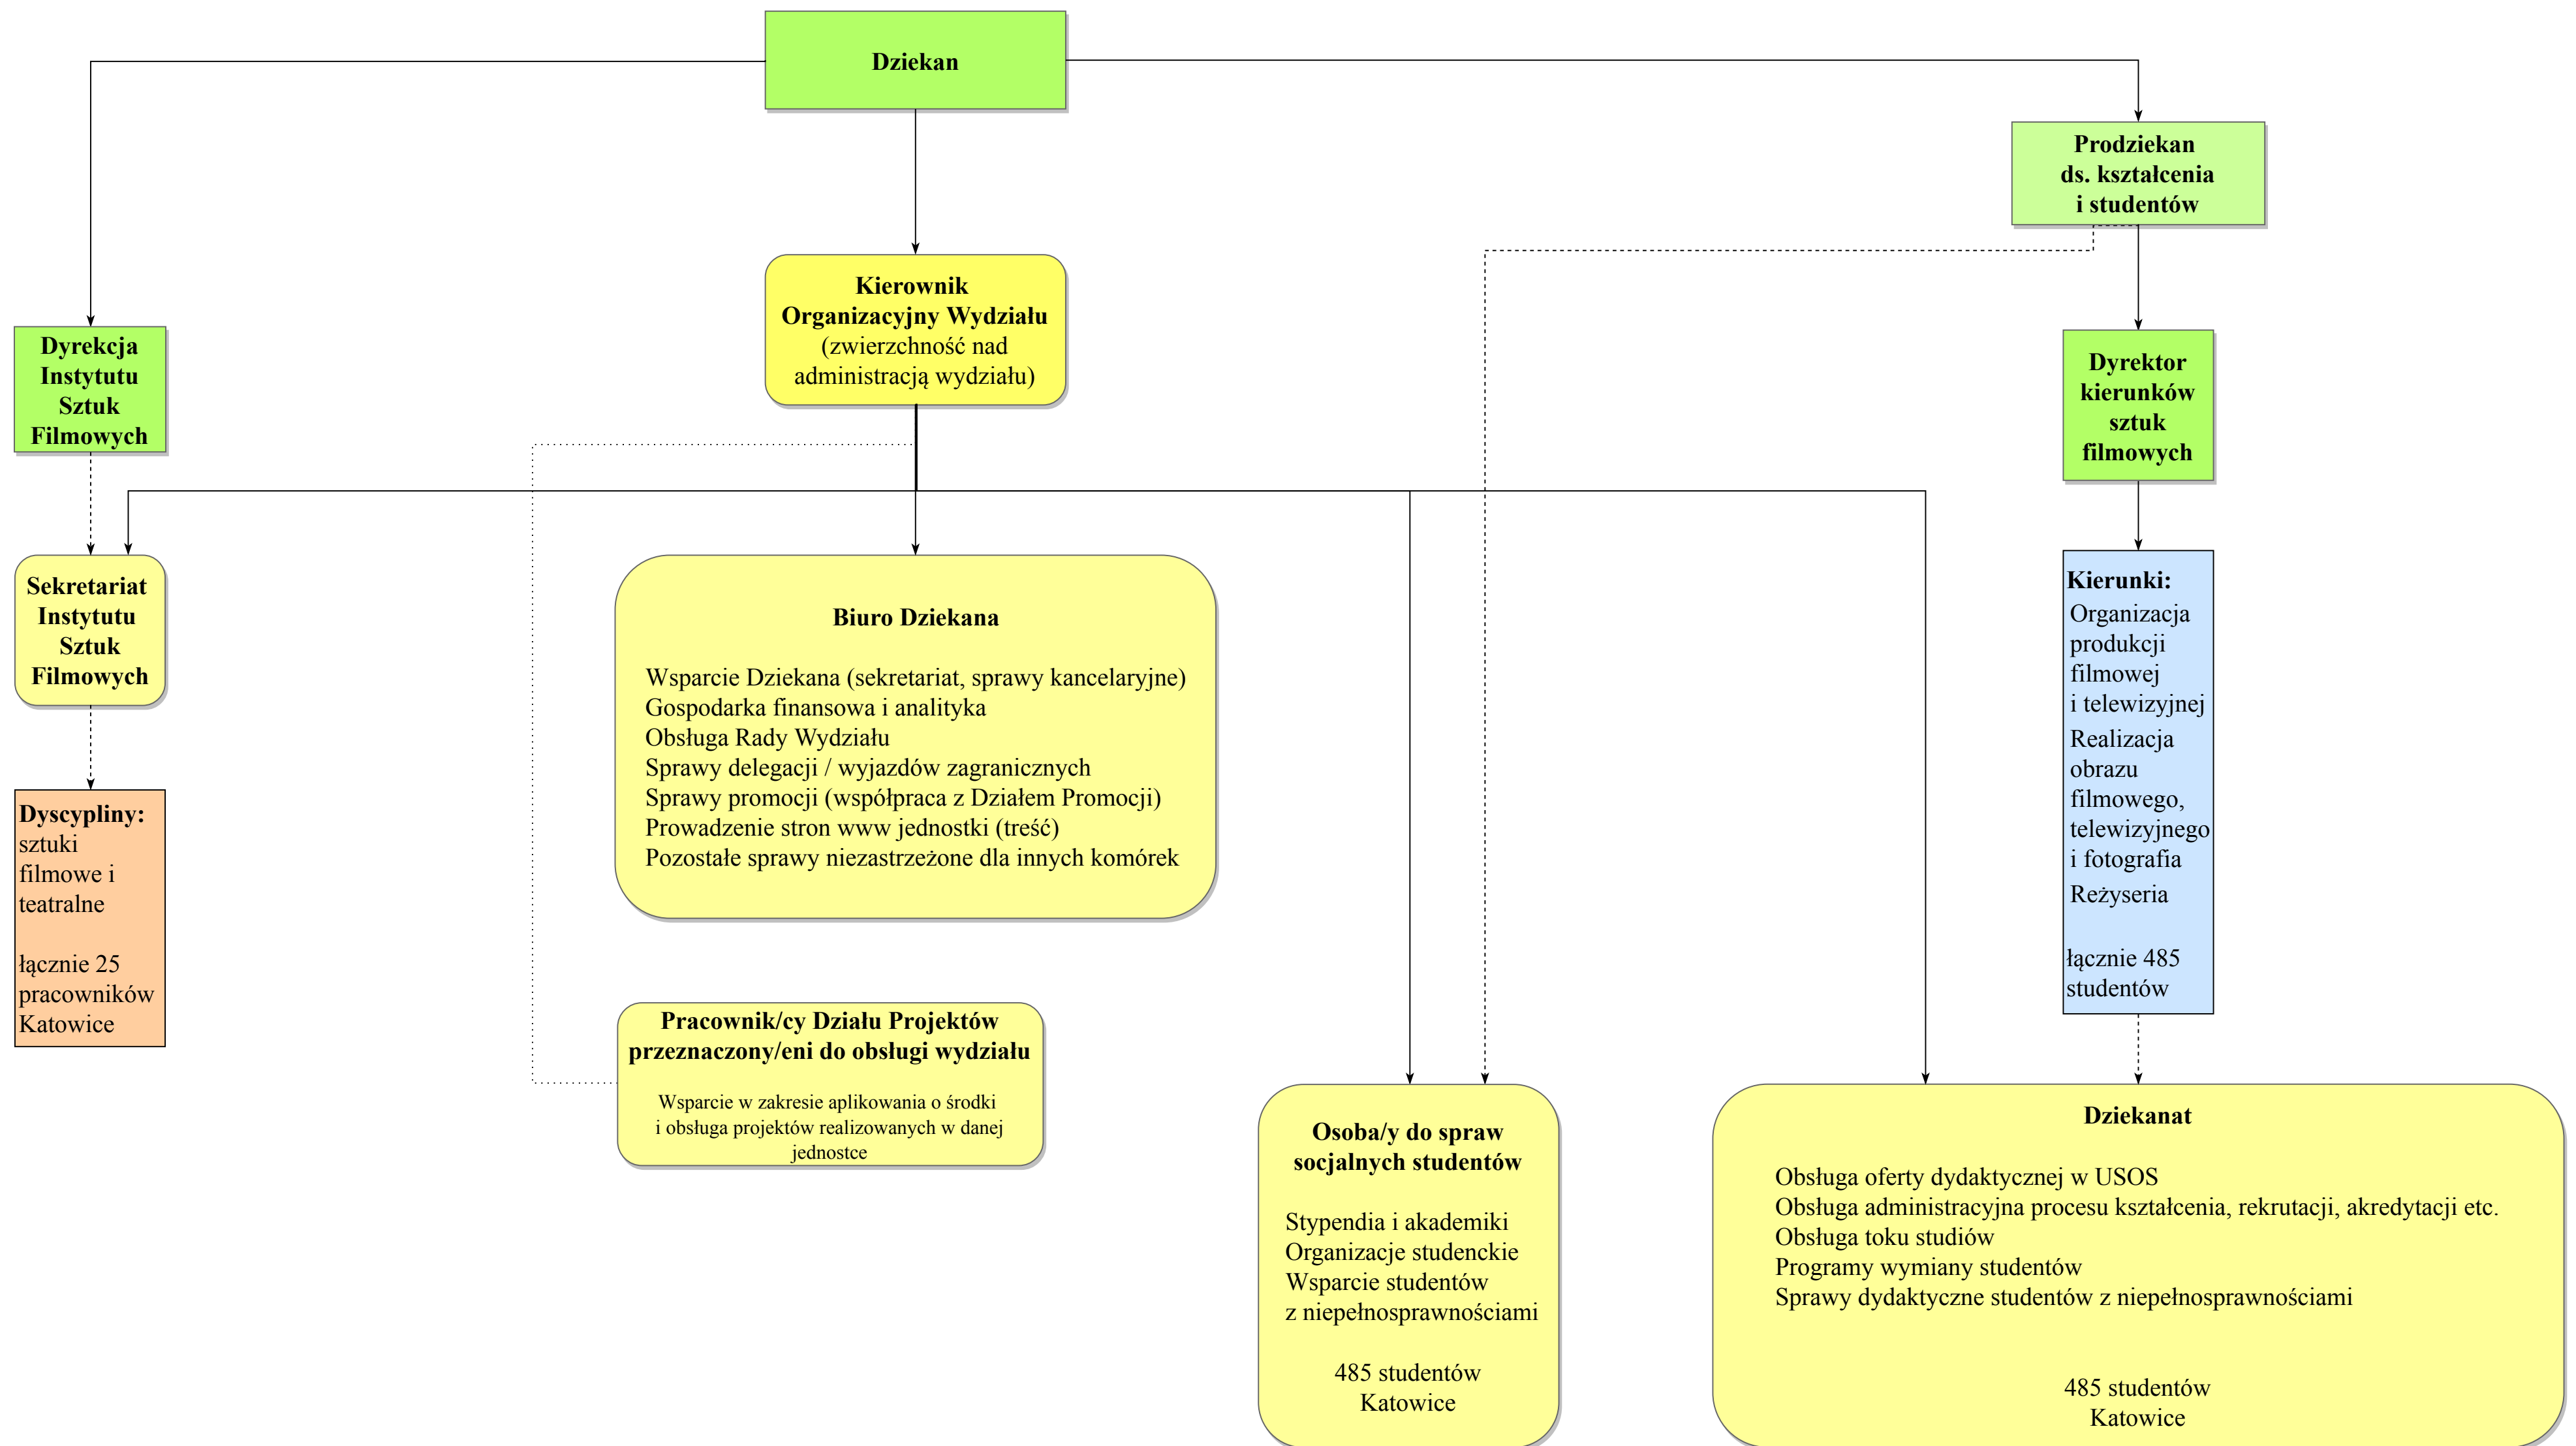 Dziekan
Prodziekan
ds. kształcenia
i studentów
Kierownik
Organizacyjny Wydziału
(zwierzchność nad
administracją wydziału)
Dyrekcja
Instytutu
Sztuk
Filmowych
Dyrektor
kierunków
sztuk
filmowych
Sekretariat
Instytutu
Sztuk
Filmowych
Biuro Dziekana
Wsparcie Dziekana (sekretariat, sprawy kancelaryjne)
Gospodarka finansowa i analityka
Obsługa Rady Wydziału
Sprawy delegacji / wyjazdów zagranicznych
Sprawy promocji (współpraca z Działem Promocji)
Prowadzenie stron www jednostki (treść)
Pozostałe sprawy niezastrzeżone dla innych komórek
Kierunki:
Organizacja
produkcji
filmowej
i telewizyjnej
Realizacja
obrazu
filmowego,
telewizyjnego
i fotografia
Reżyseria
łącznie 485
studentów
Dyscypliny:
sztuki
filmowe i
teatralne
łącznie 25
pracowników
Katowice
Pracownik/cy Działu Projektów
przeznaczony/eni do obsługi wydziału
Wsparcie w zakresie aplikowania o środki
i obsługa projektów realizowanych w danej
jednostce
Osoba/y do spraw
socjalnych studentów
Stypendia i akademiki
Organizacje studenckie
Wsparcie studentów
z niepełnosprawnościami
485 studentów
Katowice
Dziekanat
Obsługa oferty dydaktycznej w USOS
Obsługa administracyjna procesu kształcenia, rekrutacji, akredytacji etc.
Obsługa toku studiów
Programy wymiany studentów
Sprawy dydaktyczne studentów z niepełnosprawnościami
485 studentów
Katowice